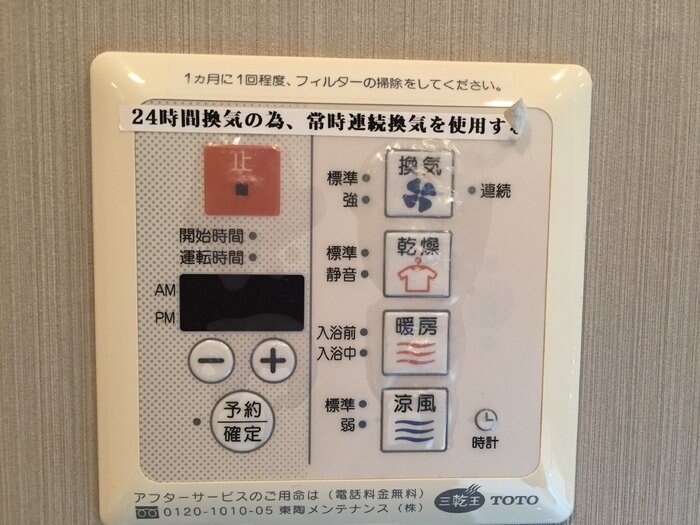 1ヵ月に1回程度、フィルターの掃除をしてください。
24時間換気の為、常時連続換気を使用す
止
標準
強
換気
連続
開始時間
運転時間
標準
静音
乾燥
AM
PM
入浴前
入浴中
暖房
予約
確定
標準
弱
涼風
時計
アフターサービスのご用命は(電話料金無料)
0120-1010-05 東陶メンテナンス(株)
三乾王 TOTO